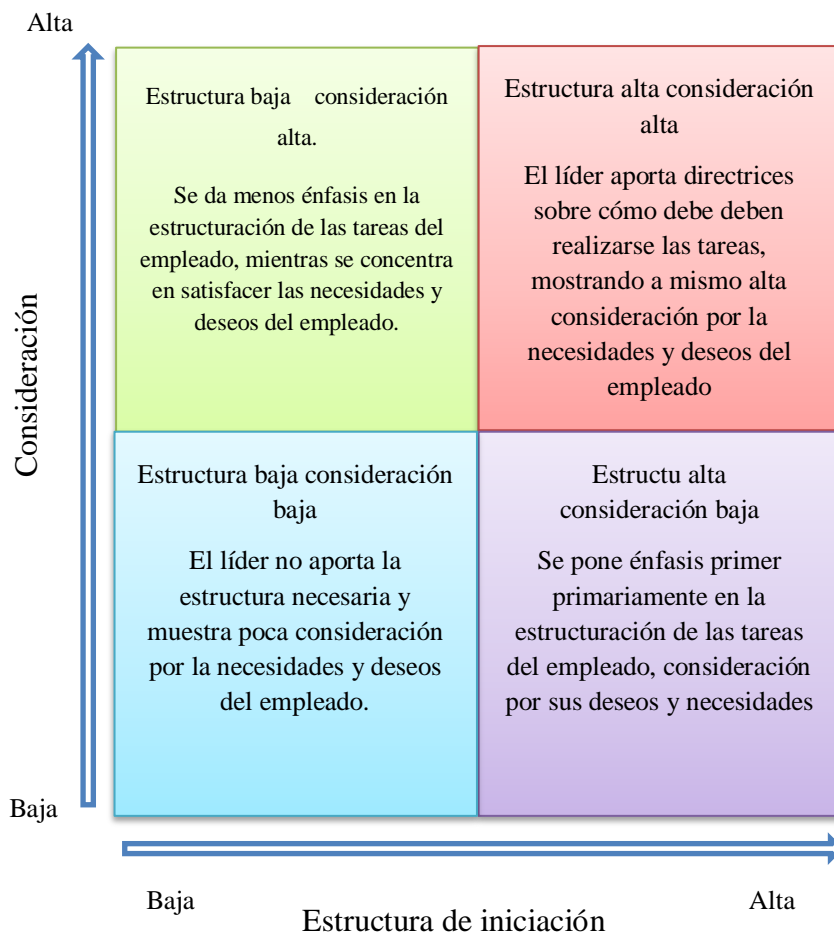 Alta
Estructura baja consideración
alta.
Se da menos énfasis en la
estructuración de las tareas del
empleado, mientras se concentra
en satisfacer las necesidades y
deseos del empleado.
Estructura alta consideración
alta
El líder aporta directrices
sobre cómo debe deben
realizarse las tareas,
mostrando a mismo alta
consideración por la
necesidades y deseos del
empleado
Consideración
Estructura baja consideración
baja
El líder no aporta la
estructura necesaria y
muestra poca consideración
por la necesidades y deseos
del empleado.
Estructu alta
consideración baja
Se pone énfasis primer
primariamente en la
estructuración de las tareas
del empleado, consideración
por sus deseos y necesidades
Baja
Baja
Alta
Estructura de iniciación